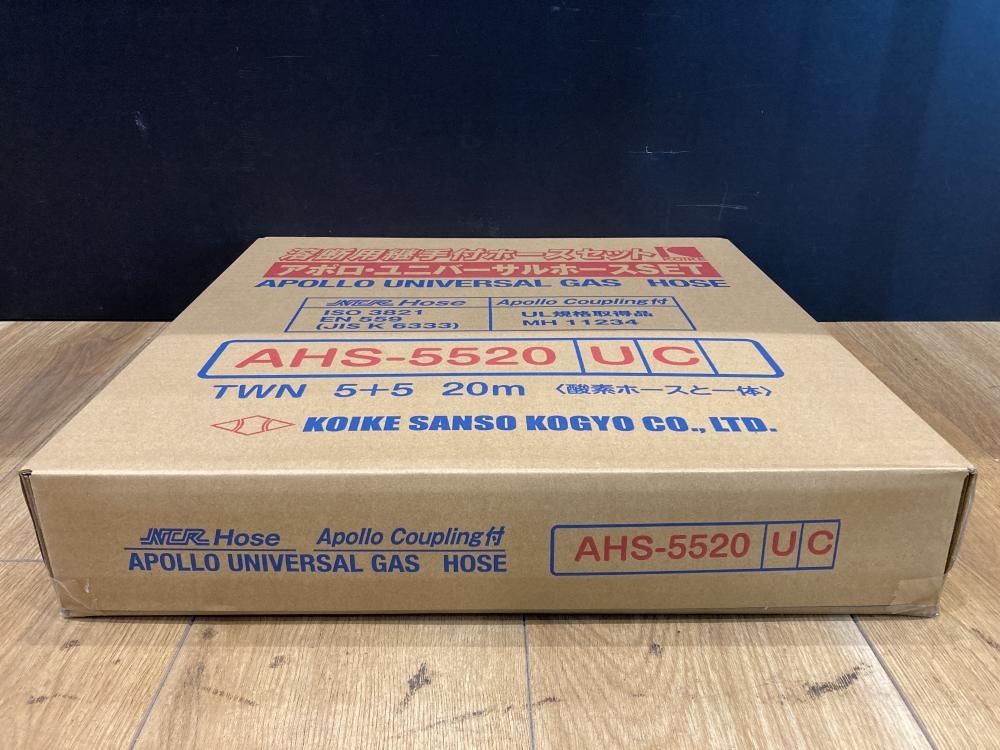 溶断用継手付ホースセット KOIKE
アポロ・ユニバーサルホースSET
APOLLO UNIVERSAL GAS HOSE
NCR Hose Apollo Coupling付
ISO 3821 UL規格取得品
EN 559 MH 11234
(JIS K 6333)
AHS-5520 U C
TWN 5+5 20m 〈酸素ホースと一体〉
KOIKE SANSO KOGYO CO., LTD.
NCR Hose Apollo Coupling付
APOLLO UNIVERSAL GAS HOSE
AHS-5520 U C